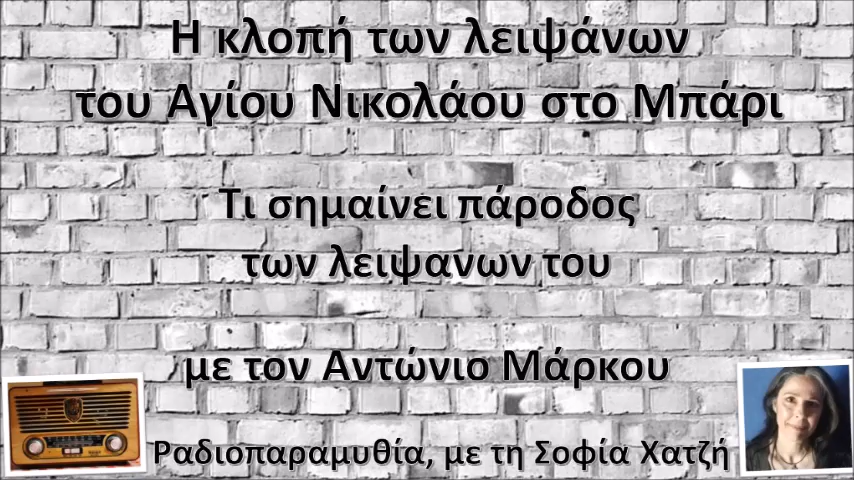 Η κλοπή των λειψάνων
του Αγίου Νικολάου στο Μπάρι
Τι σημαίνει πάροδος
των λειψανων του
με τον Αντώνιο Μάρκου
Ραδιοπαραμυθία, με τη Σοφία Χατζή